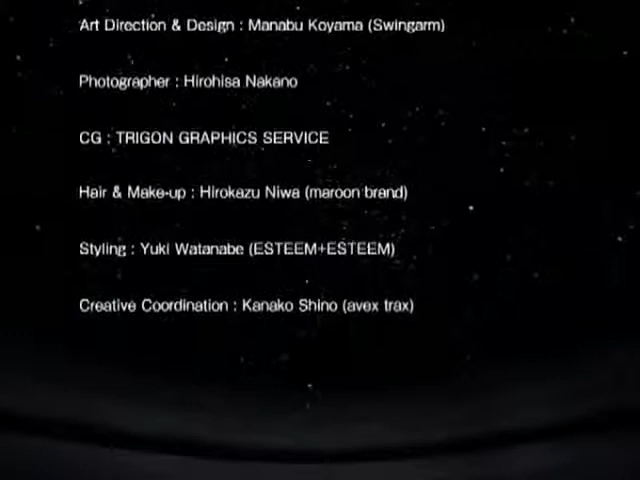 Art Direction & Design : Manabu Koyama (Swingarm)
Photographer : Hirohisa Nakano
CG : TRIGON GRAPHICS SERVICE
Hair & Make-up : Hirokazu Niwa (maroon brand)
Styling : Yuki Watanabe (ESTEEM+ESTEEM)
Creative Coordination : Kanako Shino (avex trax)